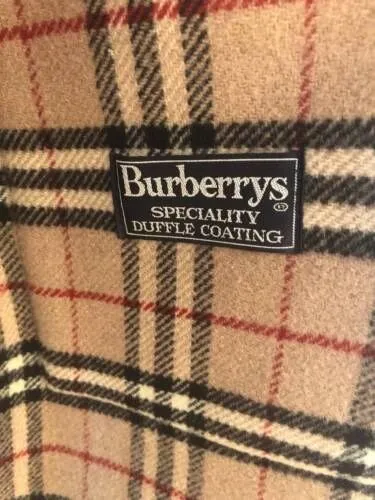 Burberrys
SPECIALITY
DUFFLE COATING